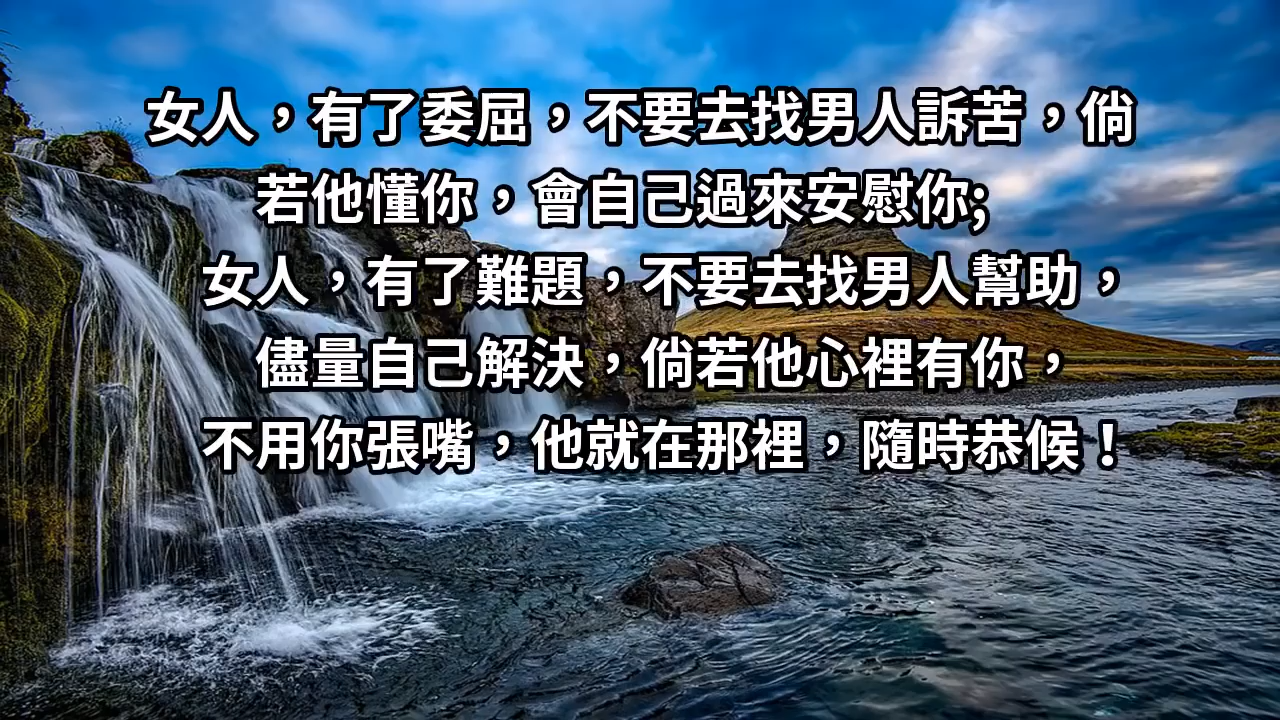 女人，有了委屈，不要去找男人訴苦，倘
若他懂你，會自己過來安慰你;
女人，有了難題，不要去找男人幫助，
儘量自己解決，倘若他心裡有你，
不用你張嘴，他就在那裡，隨時恭候！